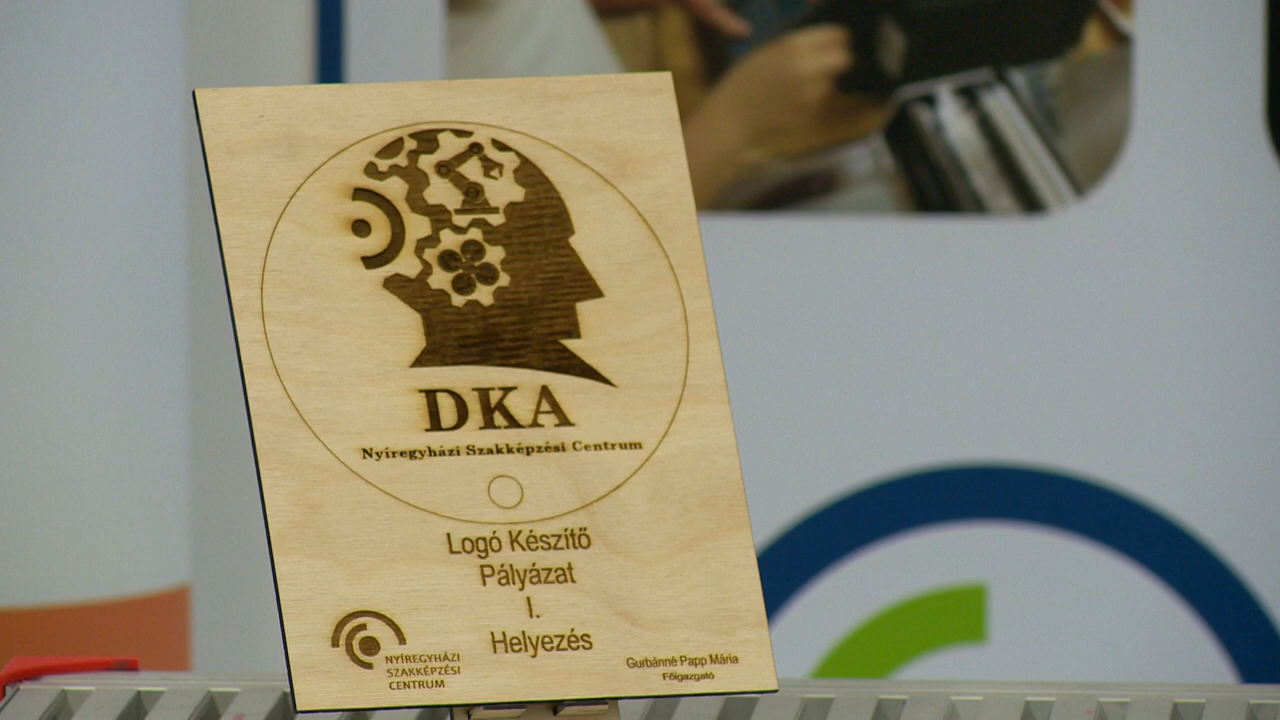 DKA
Nyíregyházi Szakképzési Centrum
Logó Készítő
Pályázat
I.
Helyezés
NYÍREGYHÁZI
SZAKKÉPZÉSI
CENTRUM
Gurbánné Papp Mária
Főigazgató